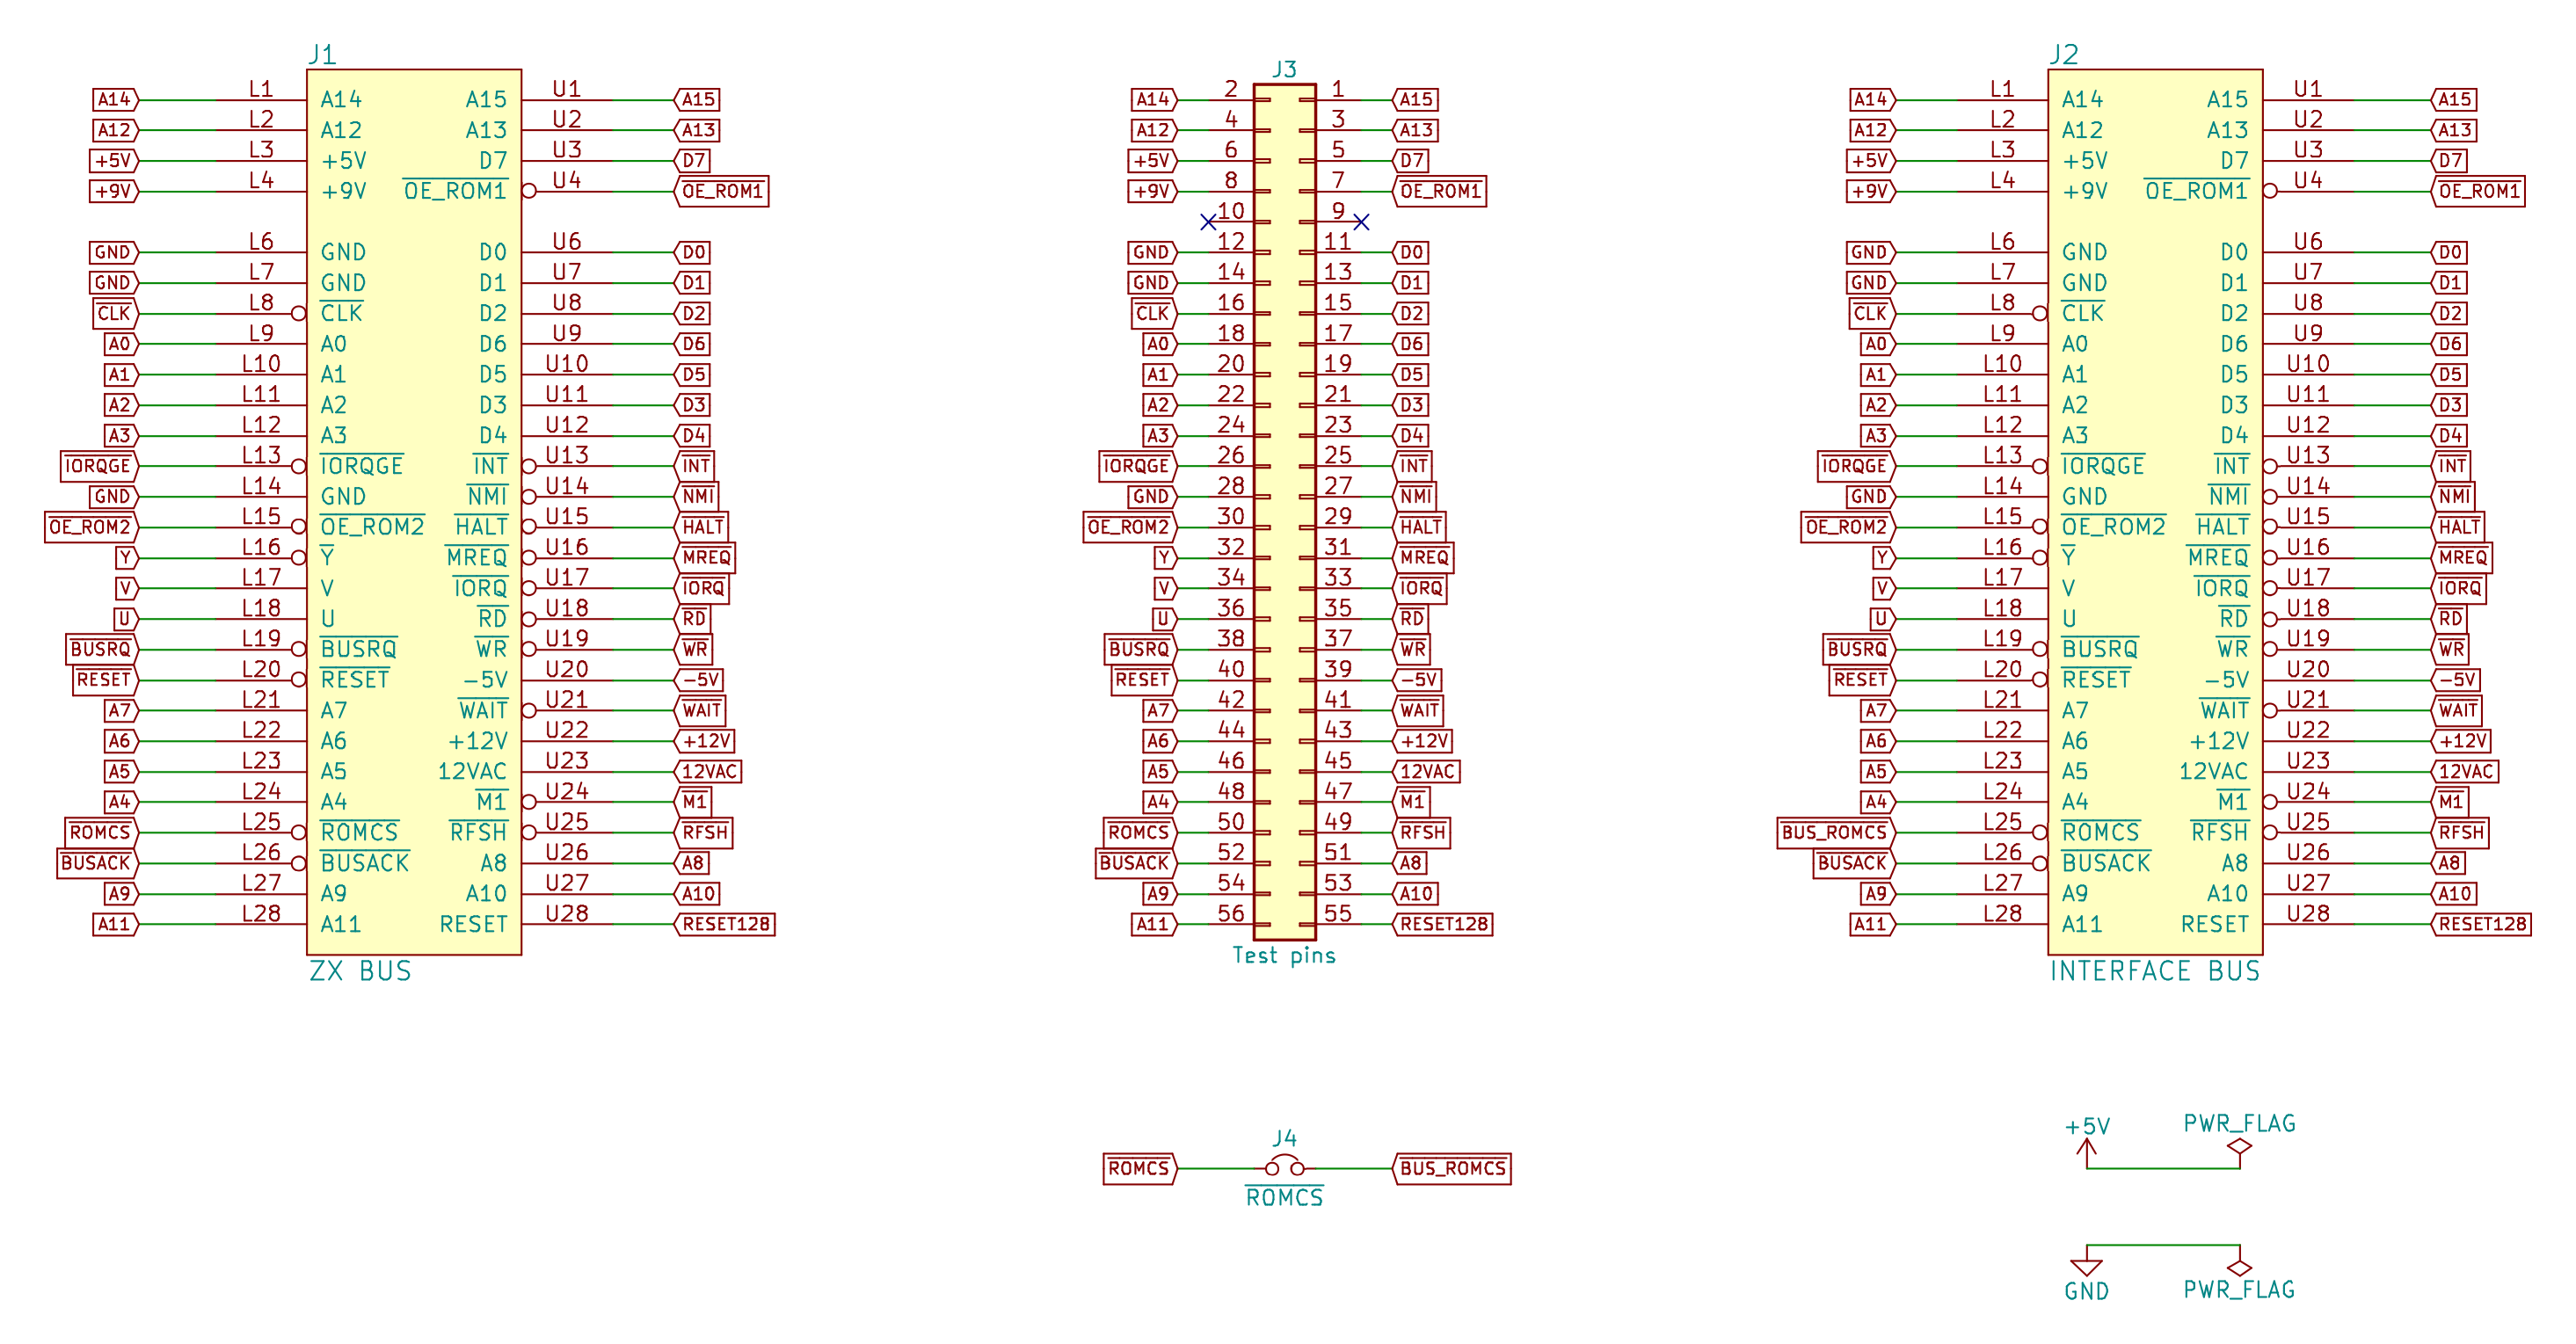 J1
A14 L1 A14 A15 U1 A15
A12 L2 A12 A13 U2 A13
+5V L3 +5V D7 U3 D7
+9V L4 +9V OE_ROM1 U4 OE_ROM1
GND L6 GND D0 U6 D0
GND L7 GND D1 U7 D1
CLK L8 CLK D2 U8 D2
A0 L9 A0 D6 U9 D6
A1 L10 A1 D5 U10 D5
A2 L11 A2 D3 U11 D3
A3 L12 A3 D4 U12 D4
IORQGE L13 IORQGE INT U13 INT
GND L14 GND NMI U14 NMI
OE_ROM2 L15 OE_ROM2 HALT U15 HALT
Y L16 Y MREQ U16 MREQ
V L17 V IORQ U17 IORQ
U L18 U RD U18 RD
BUSRQ L19 BUSRQ WR U19 WR
RESET L20 RESET -5V U20 -5V
A7 L21 A7 WAIT U21 WAIT
A6 L22 A6 +12V U22 +12V
A5 L23 A5 12VAC U23 12VAC
A4 L24 A4 M1 U24 M1
ROMCS L25 ROMCS RFSH U25 RFSH
BUSACK L26 BUSACK A8 U26 A8
A9 L27 A9 A10 U27 A10
A11 L28 A11 RESET U28 RESET128
ZX BUS
J3
A14 2 1 A15
A12 4 3 A13
+5V 6 5 D7
+9V 8 7 OE_ROM1
10 9
GND 12 11 D0
GND 14 13 D1
CLK 16 15 D2
A0 18 17 D6
A1 20 19 D5
A2 22 21 D3
A3 24 23 D4
IORQGE 26 25 INT
GND 28 27 NMI
OE_ROM2 30 29 HALT
Y 32 31 MREQ
V 34 33 IORQ
U 36 35 RD
BUSRQ 38 37 WR
RESET 40 39 -5V
A7 42 41 WAIT
A6 44 43 +12V
A5 46 45 12VAC
A4 48 47 M1
ROMCS 50 49 RFSH
BUSACK 52 51 A8
A9 54 53 A10
A11 56 55 RESET128
Test pins
J2
A14 L1 A14 A15 U1 A15
A12 L2 A12 A13 U2 A13
+5V L3 +5V D7 U3 D7
+9V L4 +9V OE_ROM1 U4 OE_ROM1
GND L6 GND D0 U6 D0
GND L7 GND D1 U7 D1
CLK L8 CLK D2 U8 D2
A0 L9 A0 D6 U9 D6
A1 L10 A1 D5 U10 D5
A2 L11 A2 D3 U11 D3
A3 L12 A3 D4 U12 D4
IORQGE L13 IORQGE INT U13 INT
GND L14 GND NMI U14 NMI
OE_ROM2 L15 OE_ROM2 HALT U15 HALT
Y L16 Y MREQ U16 MREQ
V L17 V IORQ U17 IORQ
U L18 U RD U18 RD
BUSRQ L19 BUSRQ WR U19 WR
RESET L20 RESET -5V U20 -5V
A7 L21 A7 WAIT U21 WAIT
A6 L22 A6 +12V U22 +12V
A5 L23 A5 12VAC U23 12VAC
A4 L24 A4 M1 U24 M1
BUS_ROMCS L25 ROMCS RFSH U25 RFSH
BUSACK L26 BUSACK A8 U26 A8
A9 L27 A9 A10 U27 A10
A11 L28 A11 RESET U28 RESET128
INTERFACE BUS
J4
ROMCS BUS_ROMCS
ROMCS
+5V PWR_FLAG
GND PWR_FLAG